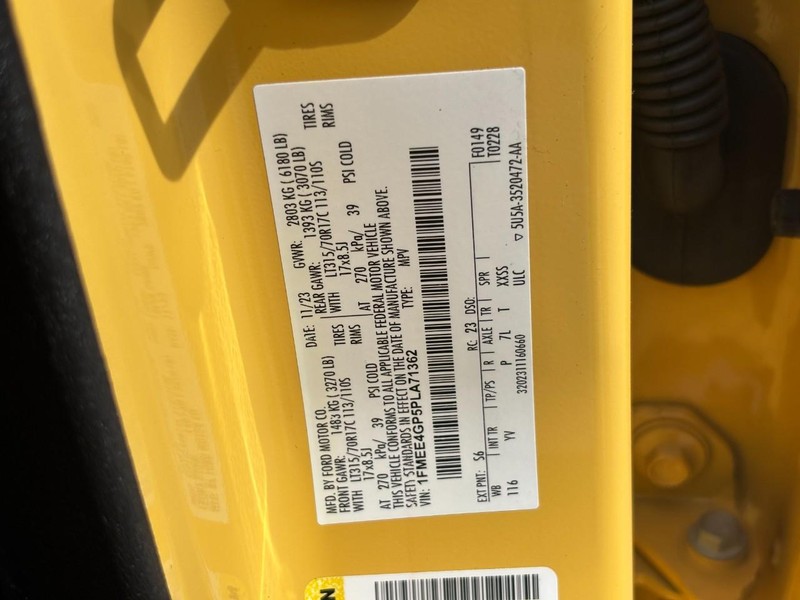 MFD. BY FORD MOTOR CO. DATE: 11/23 GVWR: 2803 KG ( 6180 LB)
FRONT GAWR: 1483 KG (3270 LB) REAR GAWR: 1393 KG ( 3070 LB)
WITH LT315/70R17C 113/110S TIRES WITH LT315/70R17C 113/110S TIRES
17x8.5J RIMS 17x8.5J RIMS
AT 270 kPa/ 39 PSI COLD AT 270 kPa/ 39 PSI COLD
THIS VEHICLE CONFORMS TO ALL APPLICABLE FEDERAL MOTOR VEHICLE
SAFETY STANDARDS IN EFFECT ON THE DATE OF MANUFACTURE SHOWN ABOVE.
VIN: 1FMEE4GP5PLA71362 TYPE: MPV
F0149
T0228
EXT PNT: S6 RC: 23 DSO:
WB INT TR TP/PS R AXLE TR SPR
116 YV P 7L T XXSS
3202311160660 ULC ▽ 5U5A-3520472-AA